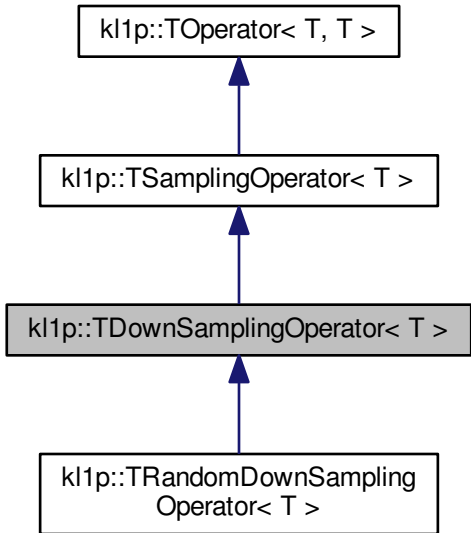 kl1p::TOperator< T, T >
kl1p::TSamplingOperator< T >
kl1p::TDownSamplingOperator< T >
kl1p::TRandomDownSampling
Operator< T >